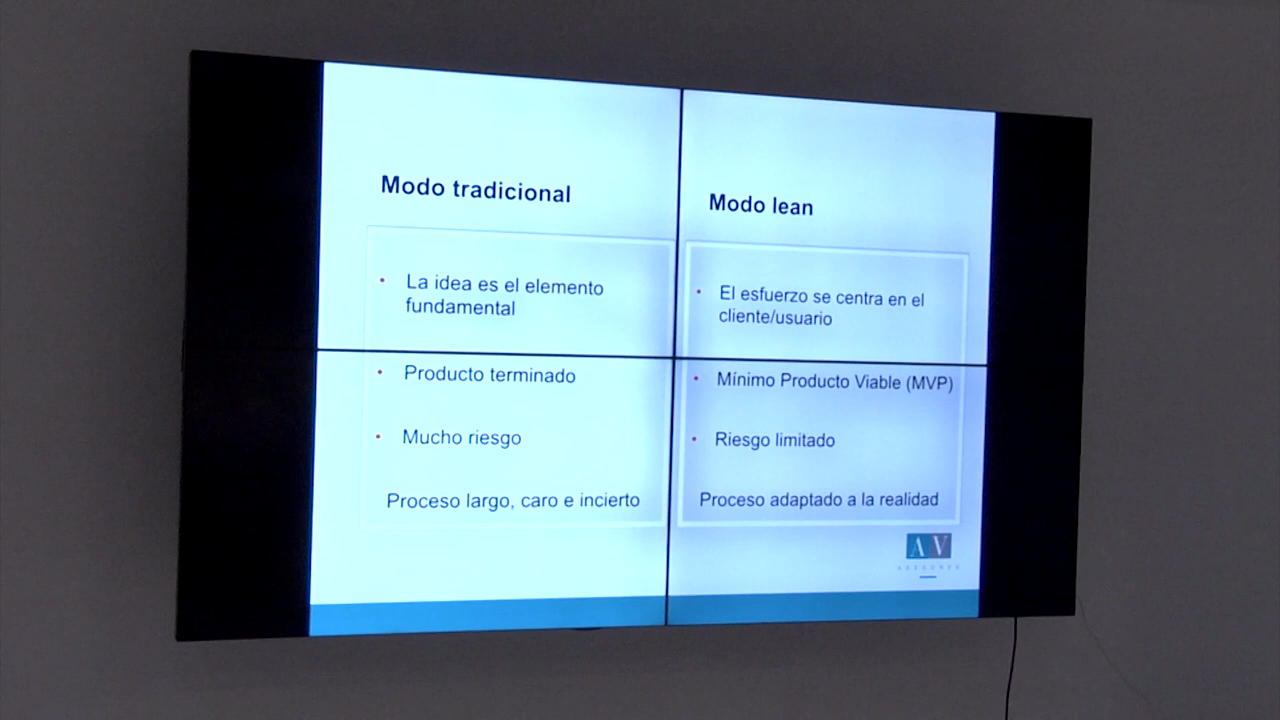 Modo tradicional
• La idea es el elemento
fundamental
• Producto terminado
• Mucho riesgo
Proceso largo, caro e incierto
Modo lean
• El esfuerzo se centra en el
cliente/usuario
• Mínimo Producto Viable (MVP)
• Riesgo limitado
Proceso adaptado a la realidad
AV
ASESORES